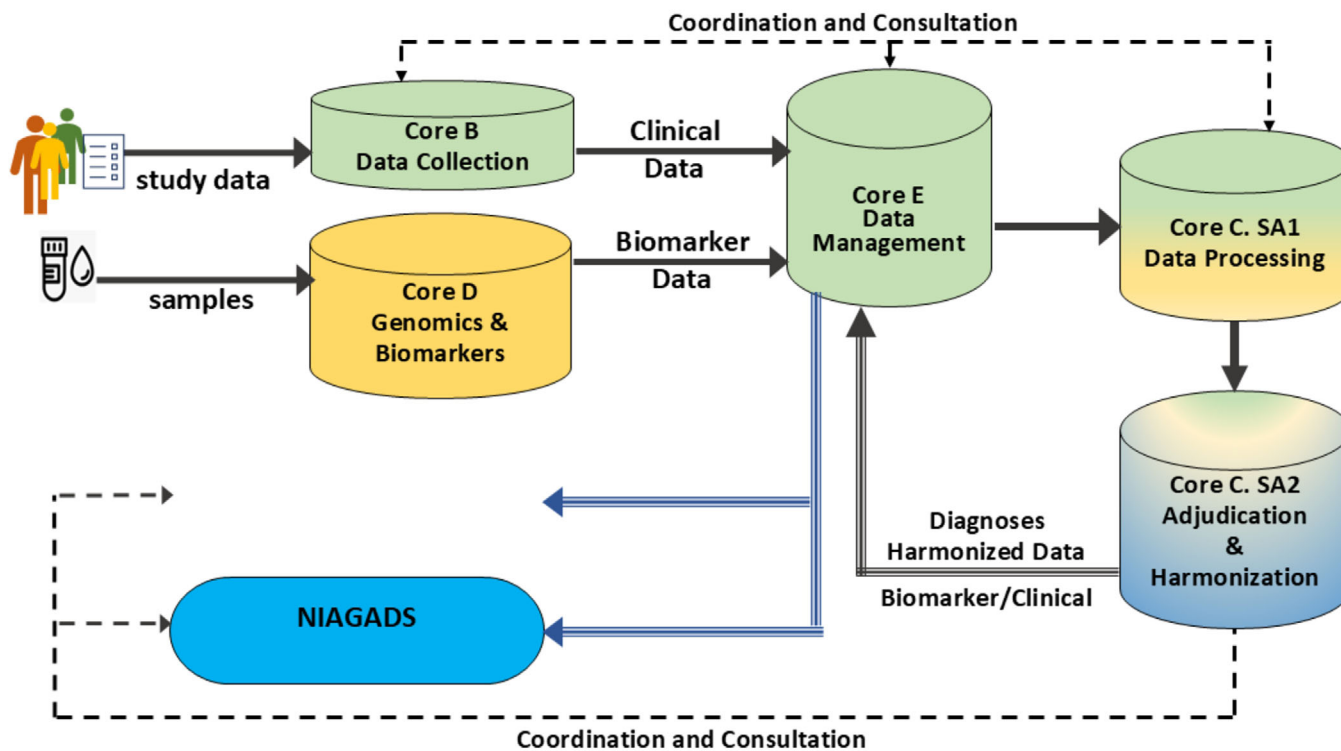 Coordination and Consultation
Core B
Data Collection
study data
Clinical
Data
Core E
Data
Management
Core C. SA1
Data Processing
Biomarker
Data
samples
Core D
Genomics &
Biomarkers
Core C. SA2
Adjudication
&
Harmonization
Diagnoses
Harmonized Data
Biomarker/Clinical
NIAGADS
Coordination and Consultation